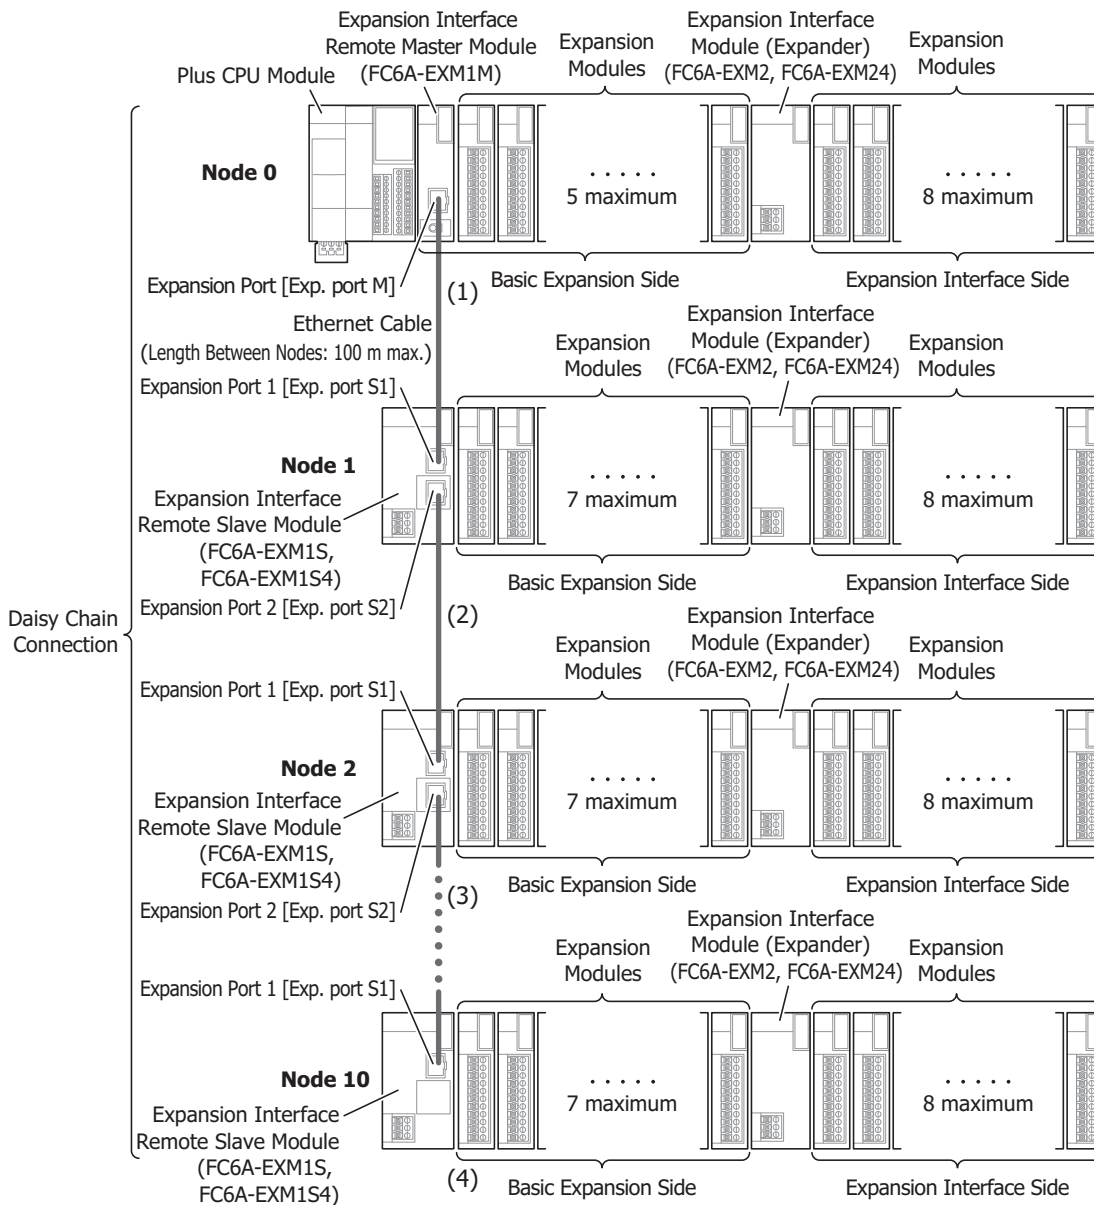 Expansion Interface
Remote Master Module
(FC6A-EXM1M)
Plus CPU Module
Expansion
Modules
Expansion Interface
Module (Expander)
(FC6A-EXM2, FC6A-EXM24)
Expansion
Modules
Node 0
. . . . .
5 maximum
. . . . .
8 maximum
Expansion Port [Exp. port M]
(1)
Basic Expansion Side
Expansion Interface Side
Ethernet Cable
(Length Between Nodes: 100 m max.)
Expansion Port 1 [Exp. port S1]
Expansion
Modules
Expansion Interface
Module (Expander)
(FC6A-EXM2, FC6A-EXM24)
Expansion
Modules
Node 1
Expansion Interface
Remote Slave Module
(FC6A-EXM1S,
FC6A-EXM1S4)
. . . . .
7 maximum
. . . . .
8 maximum
Basic Expansion Side
Expansion Interface Side
Expansion Port 2 [Exp. port S2]
(2)
Daisy Chain
Connection
Expansion Port 1 [Exp. port S1]
Expansion
Modules
Expansion Interface
Module (Expander)
(FC6A-EXM2, FC6A-EXM24)
Expansion
Modules
Node 2
Expansion Interface
Remote Slave Module
(FC6A-EXM1S,
FC6A-EXM1S4)
. . . . .
7 maximum
. . . . .
8 maximum
Basic Expansion Side
Expansion Interface Side
Expansion Port 2 [Exp. port S2]
(3)
Expansion Port 1 [Exp. port S1]
Expansion
Modules
Expansion Interface
Module (Expander)
(FC6A-EXM2, FC6A-EXM24)
Expansion
Modules
Node 10
Expansion Interface
Remote Slave Module
(FC6A-EXM1S,
FC6A-EXM1S4)
. . . . .
7 maximum
. . . . .
8 maximum
(4)
Basic Expansion Side
Expansion Interface Side